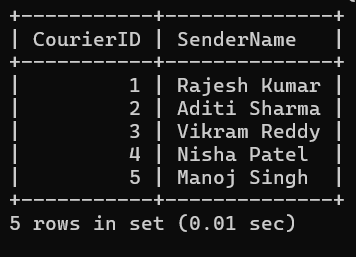 +-----------+--------------+
| CourierID | SenderName   |
+-----------+--------------+
|         1 | Rajesh Kumar |
|         2 | Aditi Sharma |
|         3 | Vikram Reddy |
|         4 | Nisha Patel  |
|         5 | Manoj Singh  |
+-----------+--------------+
5 rows in set (0.01 sec)